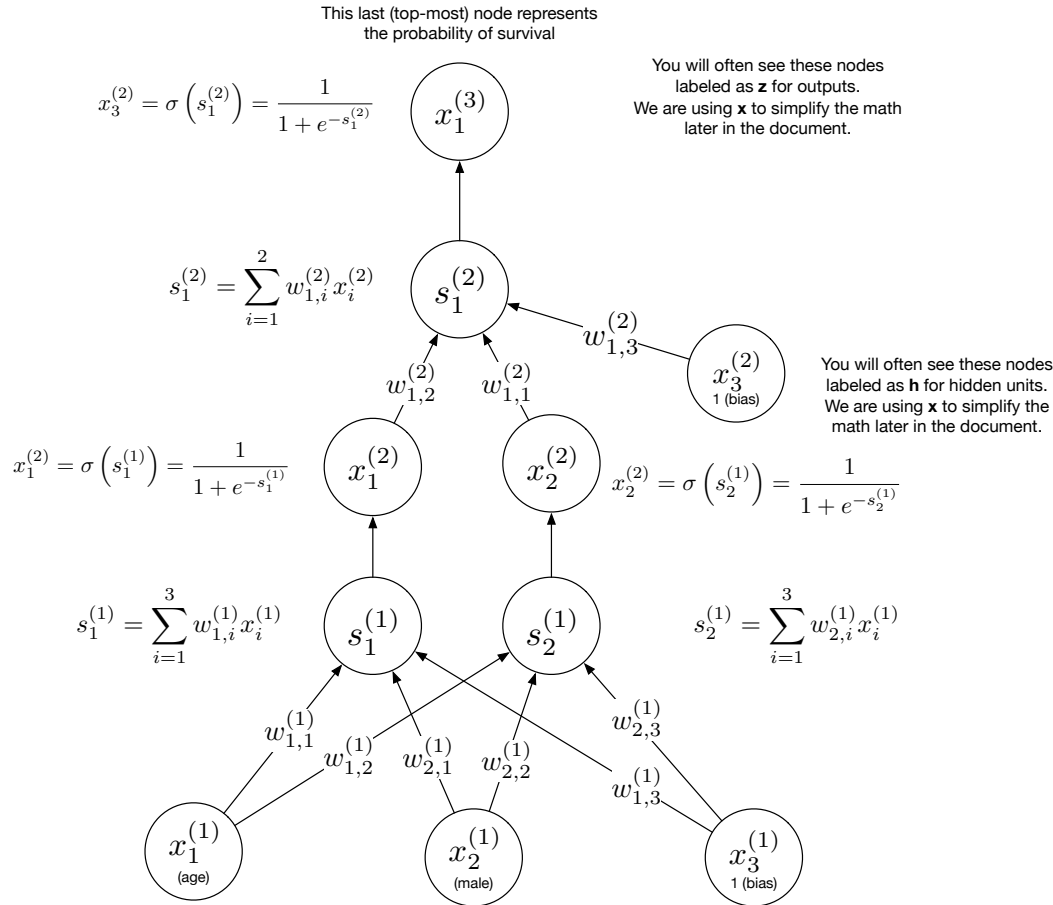 This last (top-most) node represents
the probability of survival
x_3^{(2)} = σ(s_1^{(2)}) = \frac{1}{1 + e^{-s_1^{(2)}}}
x_1^{(3)}
You will often see these nodes
labeled as z for outputs.
We are using x to simplify the math
later in the document.
s_1^{(2)} = \sum_{i=1}^{2} w_{1,i}^{(2)} x_i^{(2)}
s_1^{(2)}
w_{1,3}^{(2)}
x_3^{(2)}
1 (bias)
w_{1,2}^{(2)}
w_{1,1}^{(2)}
You will often see these nodes
labeled as h for hidden units.
We are using x to simplify the
math later in the document.
x_1^{(2)} = σ(s_1^{(1)}) = \frac{1}{1 + e^{-s_1^{(1)}}}
x_1^{(2)}
x_2^{(2)}
x_2^{(2)} = σ(s_2^{(1)}) = \frac{1}{1 + e^{-s_2^{(1)}}}
s_1^{(1)} = \sum_{i=1}^{3} w_{1,i}^{(1)} x_i^{(1)}
s_1^{(1)}
s_2^{(1)}
s_2^{(1)} = \sum_{i=1}^{3} w_{2,i}^{(1)} x_i^{(1)}
w_{1,1}^{(1)}
w_{1,2}^{(1)}
w_{2,1}^{(1)}
w_{2,2}^{(1)}
w_{2,3}^{(1)}
w_{1,3}^{(1)}
x_1^{(1)}
(age)
x_2^{(1)}
(male)
x_3^{(1)}
1 (bias)